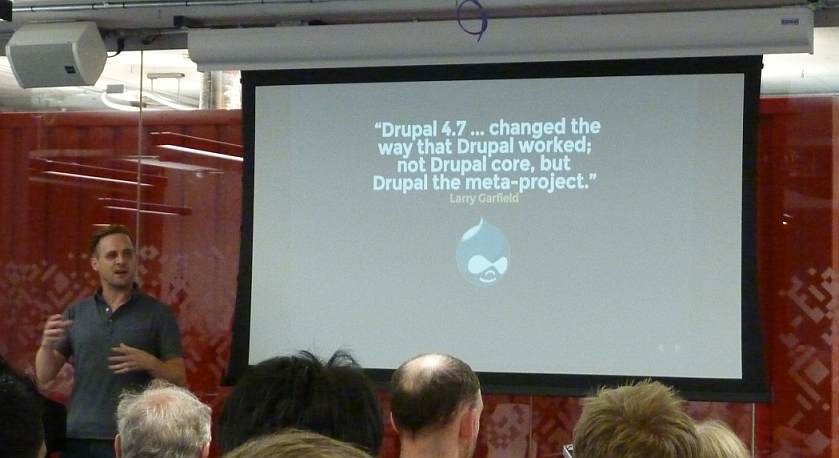 “Drupal 4.7 ... changed the
way that Drupal worked;
not Drupal core, but
Drupal the meta-project.”
Larry Garfield